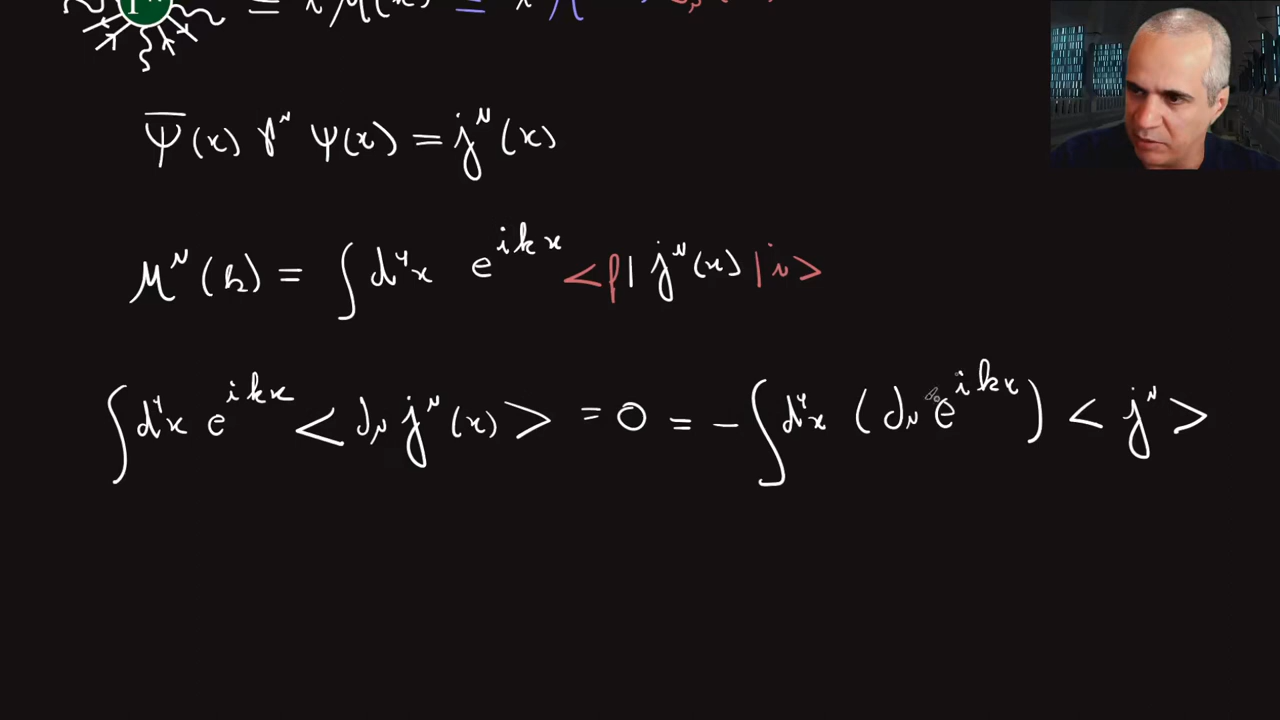 ψ̄(x) γ^μ ψ(x) = j^μ(x)
M^μ(k) = ∫ d⁴x e^{ikx} <f| j^μ(x) |i>
∫ d⁴x e^{ikx} < ∂_μ j^μ(x) > = 0 = − ∫ d⁴x ( ∂_μ e^{ikx} ) < j^μ >